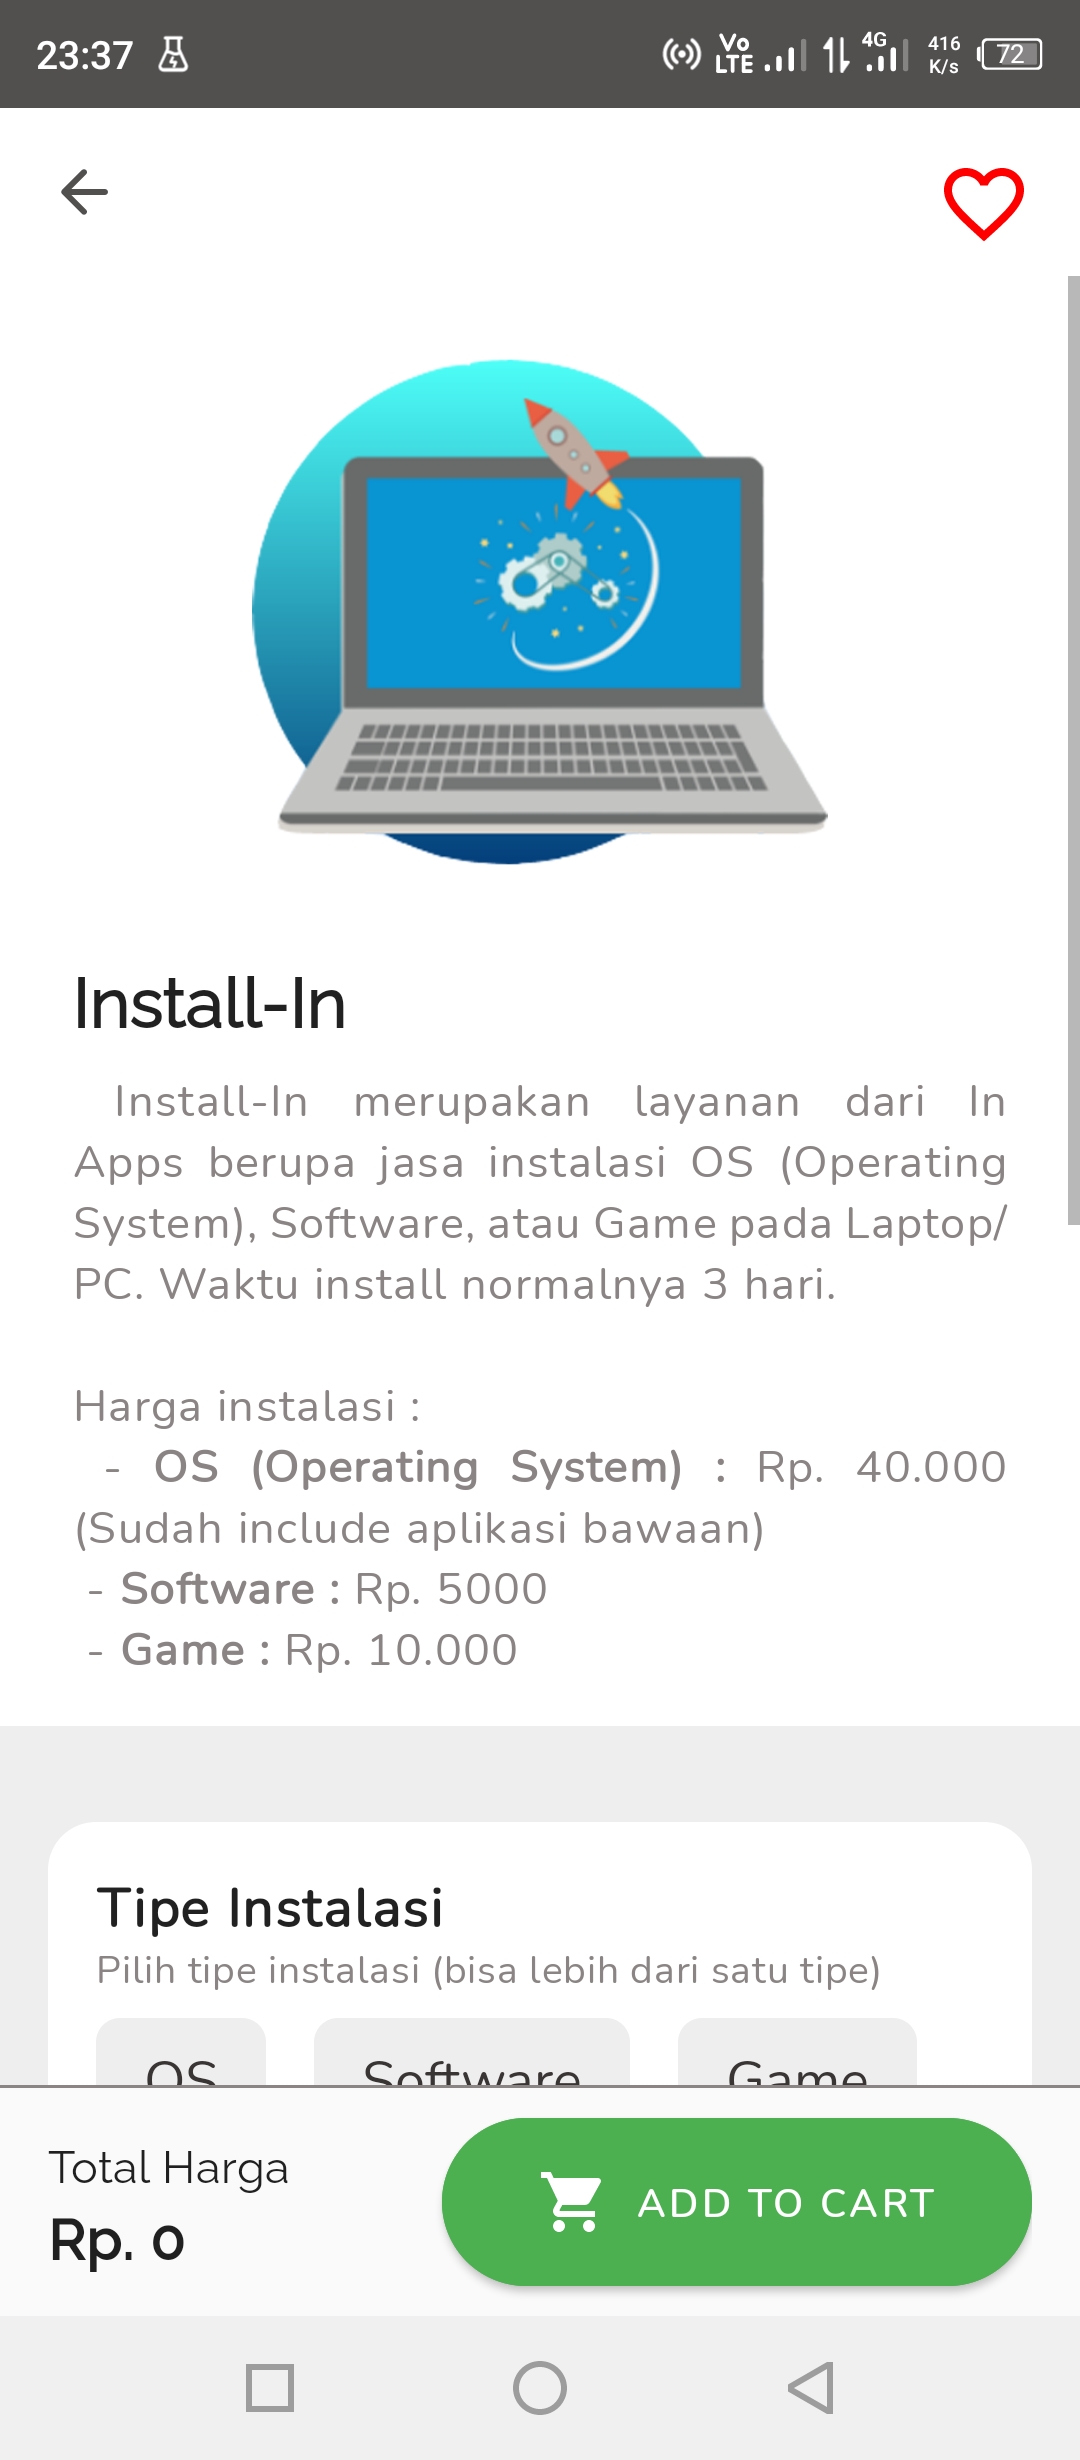 23:37
Vo LTE
4G
416 K/s
72
Install-In
Install-In merupakan layanan dari In
Apps berupa jasa instalasi OS (Operating
System), Software, atau Game pada Laptop/
PC. Waktu install normalnya 3 hari.
Harga instalasi :
- OS (Operating System) : Rp. 40.000
(Sudah include aplikasi bawaan)
- Software : Rp. 5000
- Game : Rp. 10.000
Tipe Instalasi
Pilih tipe instalasi (bisa lebih dari satu tipe)
OS Software Game
Total Harga
Rp. 0
ADD TO CART